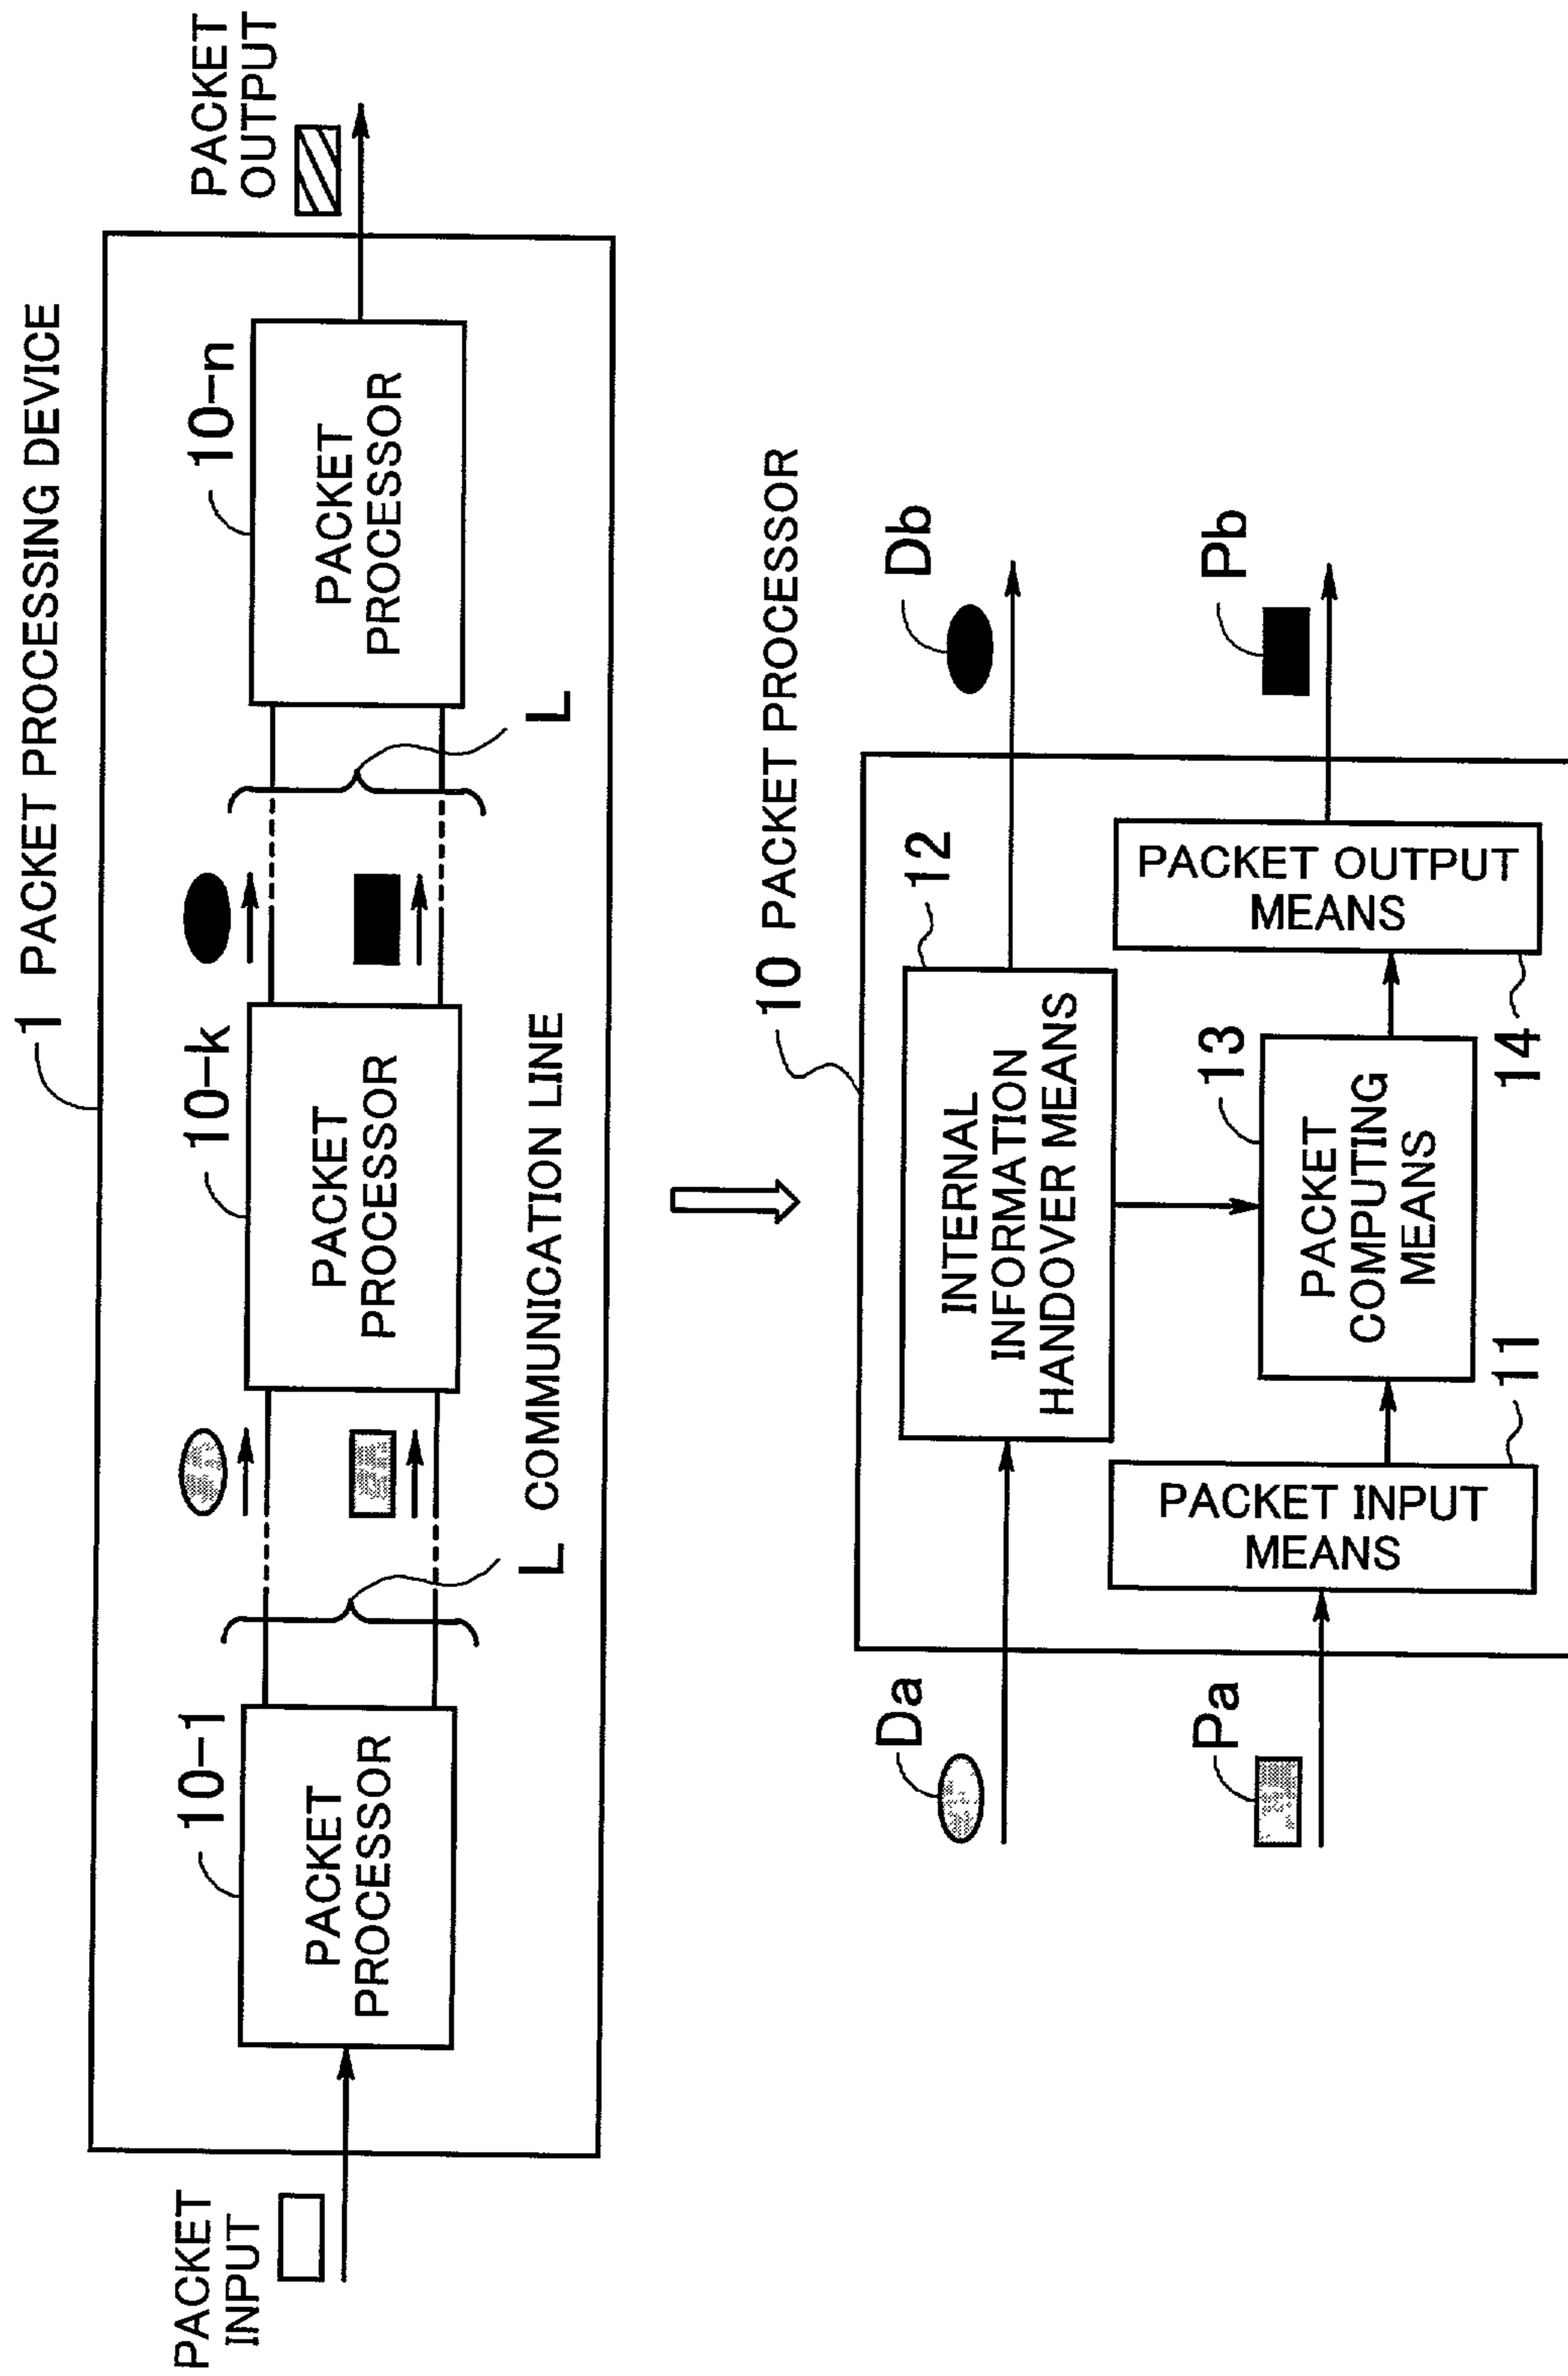 1 PACKET PROCESSING DEVICE
PACKET
INPUT
10-1
PACKET
PROCESSOR
L COMMUNICATION LINE
10-k
PACKET
PROCESSOR
L
10-n
PACKET
PROCESSOR
PACKET
OUTPUT
10 PACKET PROCESSOR
Da
Pa
PACKET INPUT
MEANS
11
12
INTERNAL
INFORMATION
HANDOVER MEANS
13
PACKET
COMPUTING
MEANS
PACKET OUTPUT
MEANS
14
Db
Pb